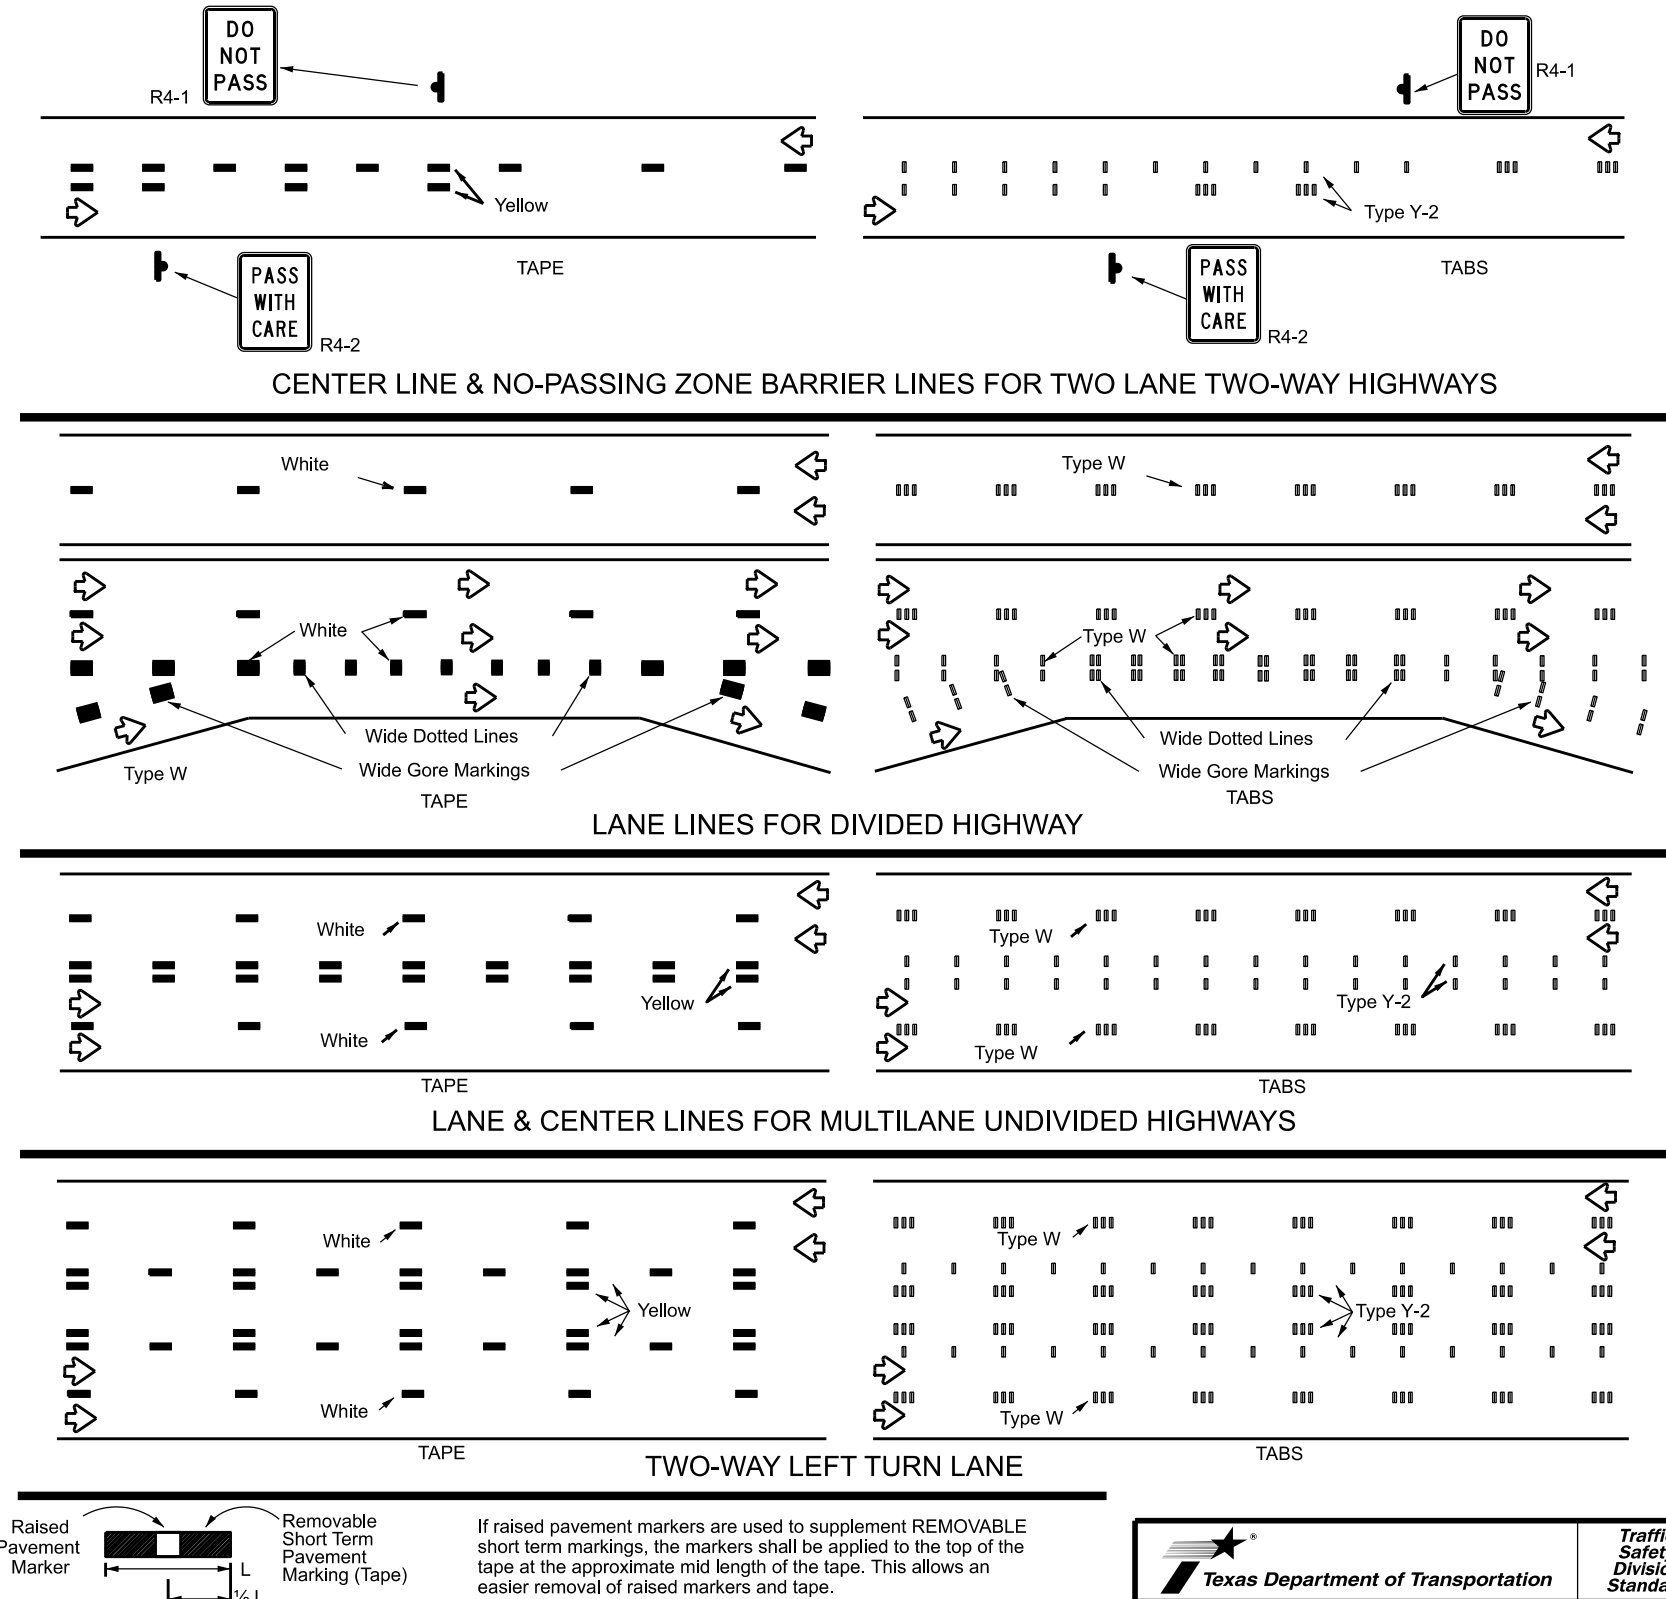 DO
NOT
PASS
R4-1
DO
NOT
PASS
R4-1
Yellow
Type Y-2
PASS
WITH
CARE
R4-2
TAPE
PASS
WITH
CARE
R4-2
TABS
CENTER LINE & NO-PASSING ZONE BARRIER LINES FOR TWO LANE TWO-WAY HIGHWAYS
White
Type W
White
Type W
Wide Dotted Lines
Wide Gore Markings
Type W
TAPE
Wide Dotted Lines
Wide Gore Markings
TABS
LANE LINES FOR DIVIDED HIGHWAY
White
Type W
Yellow
Type Y-2
White
Type W
TAPE
TABS
LANE & CENTER LINES FOR MULTILANE UNDIVIDED HIGHWAYS
White
Type W
Yellow
Type Y-2
White
Type W
TAPE
TABS
TWO-WAY LEFT TURN LANE
Raised
Pavement
Marker
Removable
Short Term
Pavement
Marking (Tape)
L
½ L
If raised pavement markers are used to supplement REMOVABLE
short term markings, the markers shall be applied to the top of the
tape at the approximate mid length of the tape. This allows an
easier removal of raised markers and tape.
®
Texas Department of Transportation
Traffic
Safety
Division
Standa